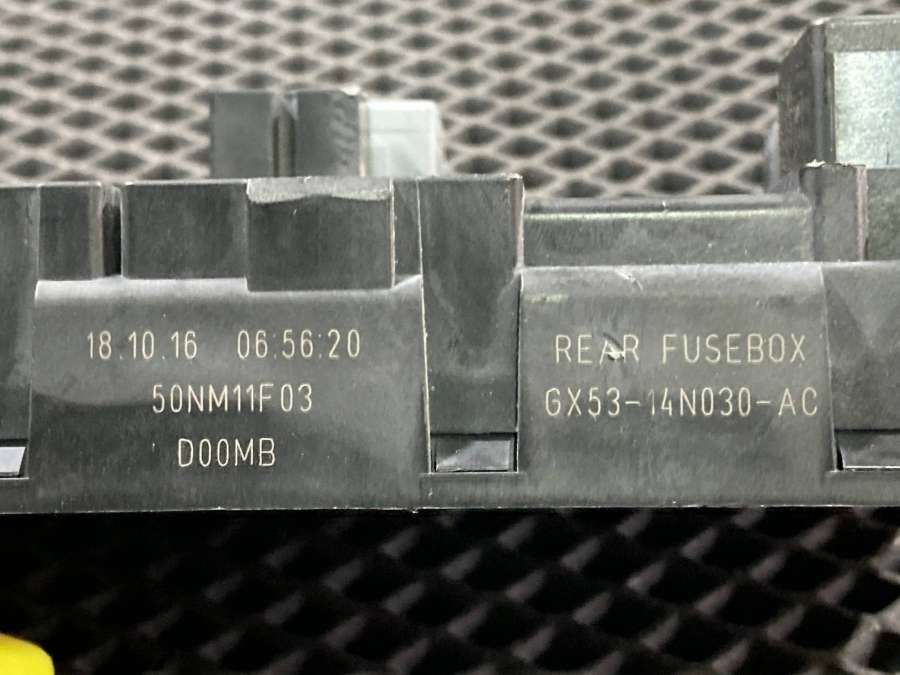 18.10.16 06:56:20
50NM11F03
D00MB
REAR FUSEBOX
GX53-14N030-AC